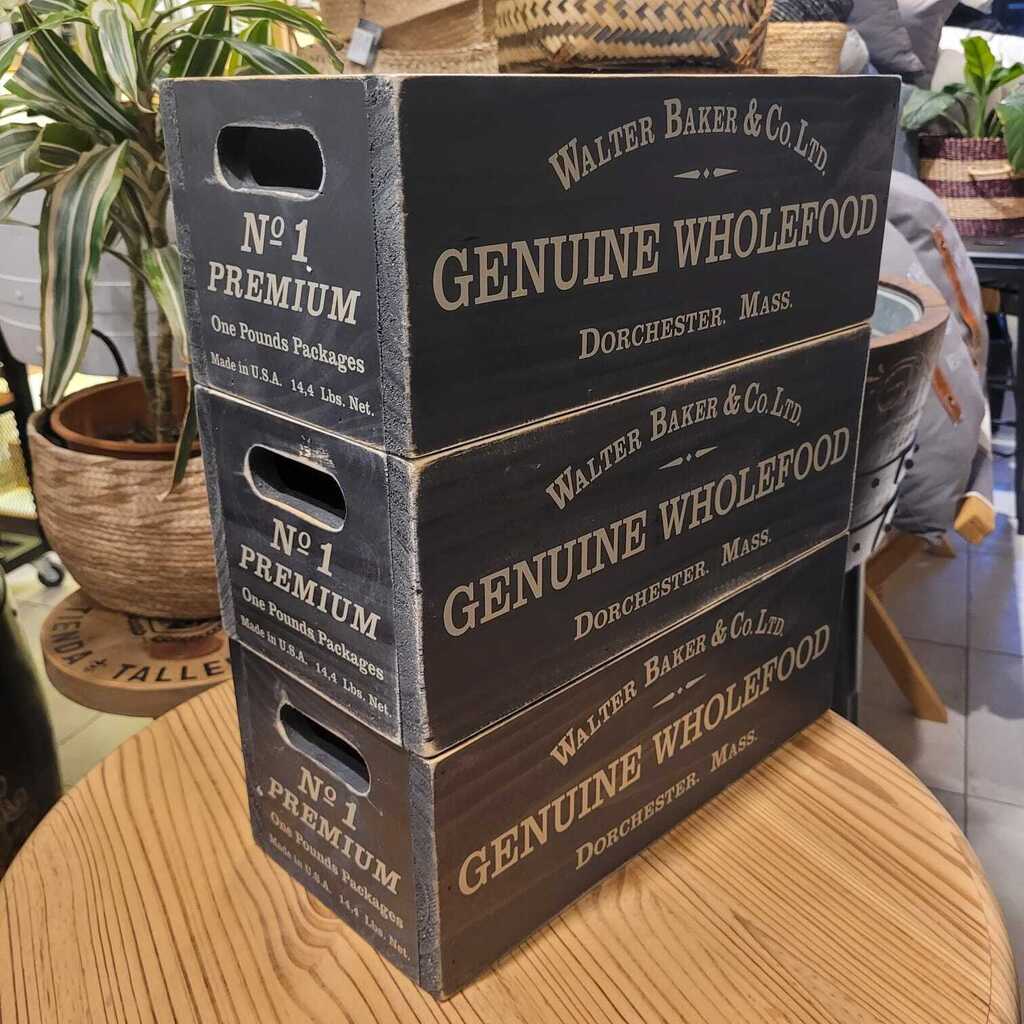 WALTER BAKER & CO. LTD.
GENUINE WHOLEFOOD
DORCHESTER. MASS.
Nº 1
PREMIUM
One Pounds Packages
Made in U.S.A. 14,4 Lbs. Net.
WALTER BAKER & CO. LTD.
GENUINE WHOLEFOOD
DORCHESTER. MASS.
Nº 1
PREMIUM
One Pounds Packages
Made in U.S.A. 14,4 Lbs. Net.
WALTER BAKER & CO. LTD.
GENUINE WHOLEFOOD
DORCHESTER. MASS.
Nº 1
PREMIUM
One Pounds Packages
Made in U.S.A. 14,4 Lbs. Net.